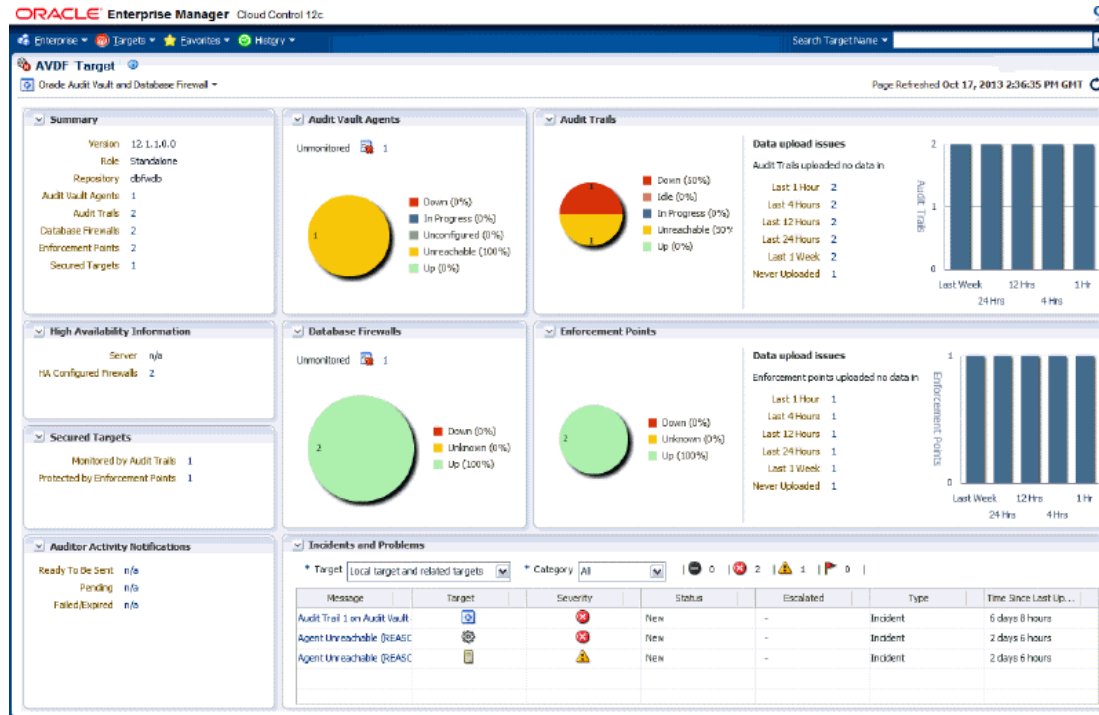 ORACLE Enterprise Manager Cloud Control 12c
Enterprise Targets Favorites History Search Target Name
AVDF Target
Oracle Audit Vault and Database Firewall Page Refreshed Oct 17, 2013 2:36:35 PM GMT
Summary
Version 12.1.1.0.0
Role Standalone
Repository dbfwdb
Audit Vault Agents 1
Audit Trails 2
Database Firewalls 2
Enforcement Points 2
Secured Targets 1
Audit Vault Agents
Unmonitored 1
1
Down (0%)
In Progress (0%)
Unconfigured (0%)
Unreachable (100%)
Up (0%)
Audit Trails
1
1
Down (50%)
Idle (0%)
In Progress (0%)
Unreachable (50%
Up (0%)
Data upload issues
Audit Trails uploaded no data in
Last 1 Hour 2
Last 4 Hours 2
Last 12 Hours 2
Last 24 Hours 2
Last 1 Week 2
Never Uploaded 1
Audit Trails
2
1
0
Last Week 12 Hrs 1 Hr
24 Hrs 4 Hrs
High Availability Information
Server n/a
HA Configured Firewalls 2
Database Firewalls
Unmonitored 1
2
Down (0%)
Unknown (0%)
Up (100%)
Enforcement Points
2
Down (0%)
Unknown (0%)
Up (100%)
Data upload issues
Enforcement points uploaded no data in
Last 1 Hour 1
Last 4 Hours 1
Last 12 Hours 1
Last 24 Hours 1
Last 1 Week 1
Never Uploaded 1
Enforcement Points
1
0
Last Week 12 Hrs 1 Hr
24 Hrs 4 Hrs
Secured Targets
Monitored by Audit Trails 1
Protected by Enforcement Points 1
Auditor Activity Notifications
Ready To Be Sent n/a
Pending n/a
Failed/Expired n/a
Incidents and Problems
* Target Local target and related targets * Category All | 0 | 2 | 1 | 0 |
Message Target Severity Status Escalated Type Time Since Last Up...
Audit Trail 1 on Audit Vault New - Incident 6 days 8 hours
Agent Unreachable (REASC New - Incident 2 days 6 hours
Agent Unreachable (REASC New - Incident 2 days 6 hours